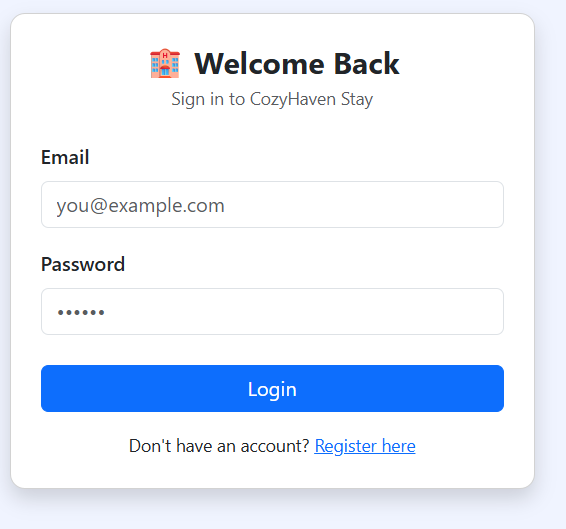 Welcome Back
Sign in to CozyHaven Stay
Email
you@example.com
Password
••••••
Login
Don't have an account? Register here